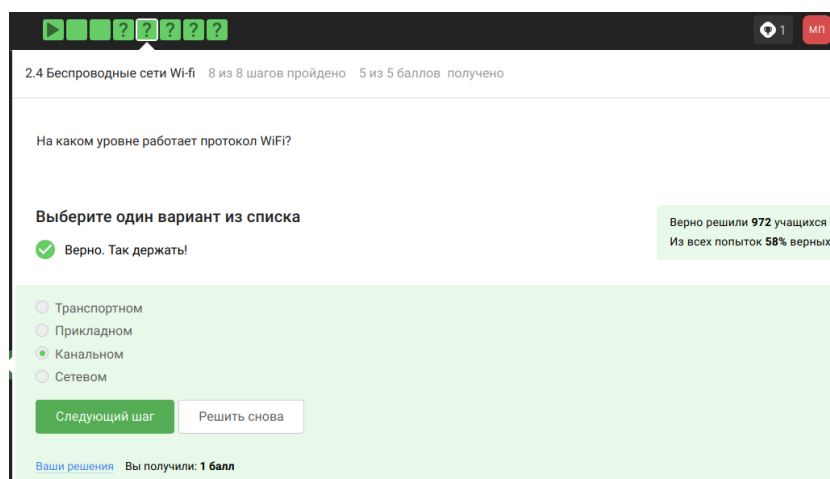 ? ? ? ? ?
1
МП
2.4 Беспроводные сети Wi-fi 8 из 8 шагов пройдено 5 из 5 баллов получено
На каком уровне работает протокол WiFi?
Выберите один вариант из списка
Верно. Так держать!
Верно решили 972 учащихся
Из всех попыток 58% верных
Транспортном
Прикладном
Канальном
Сетевом
Следующий шаг Решить снова
Ваши решения Вы получили: 1 балл